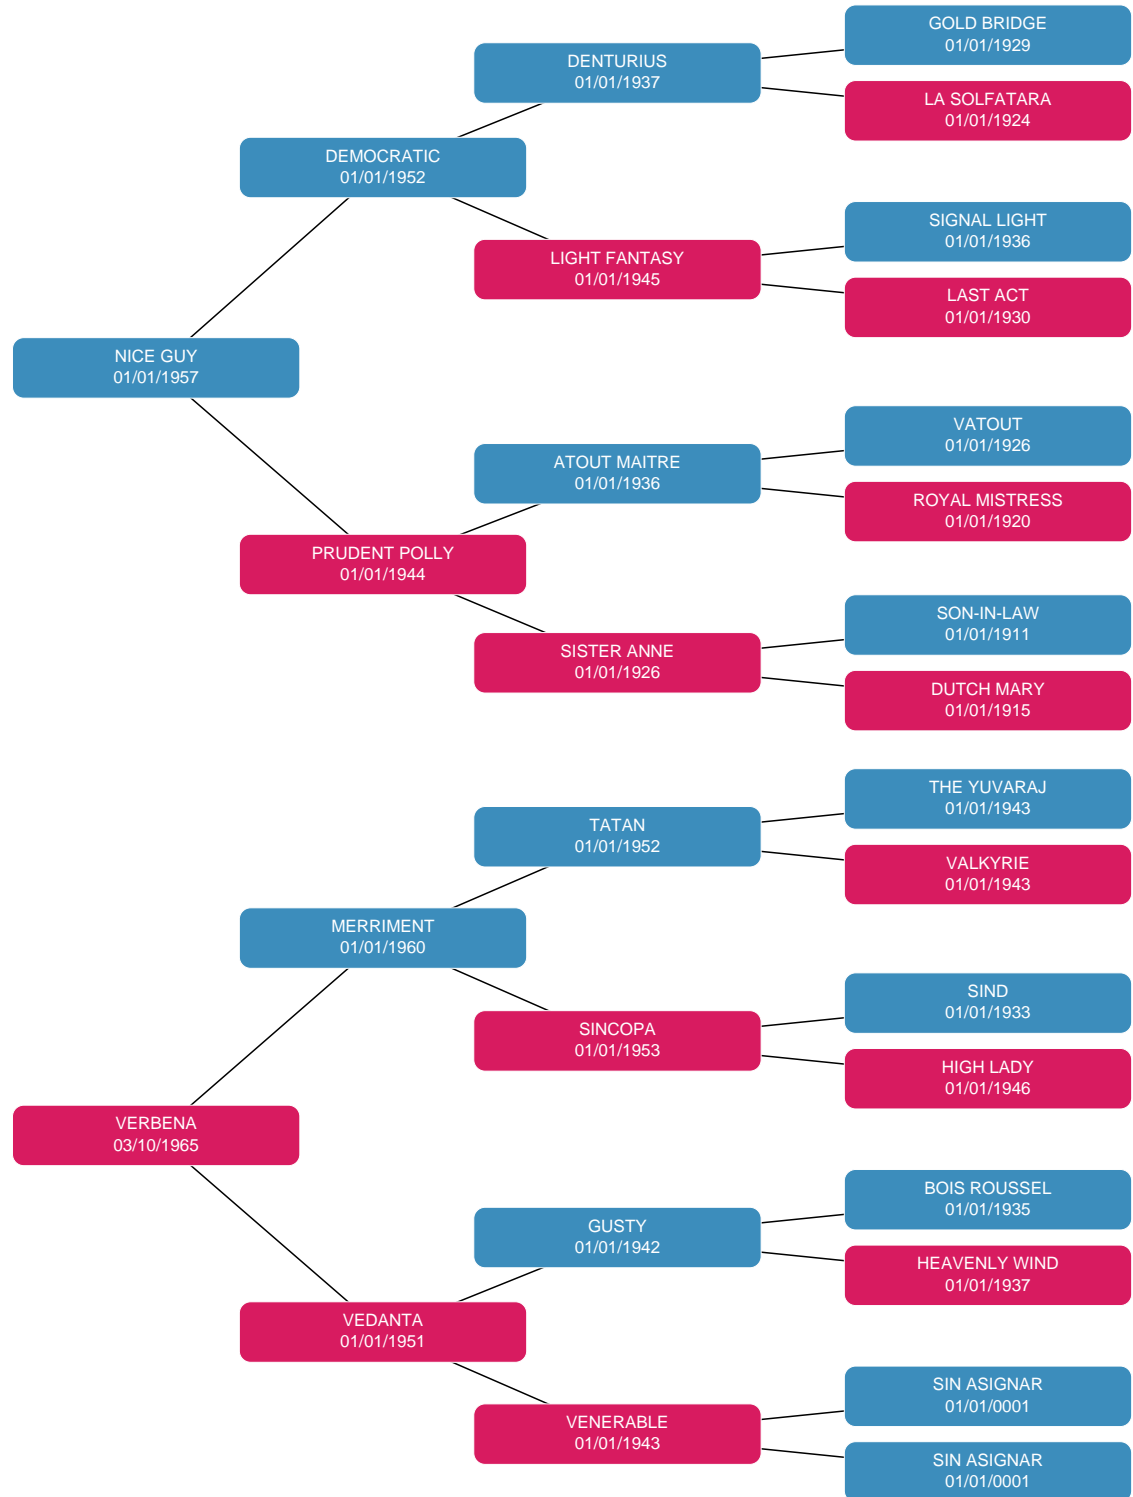 GOLD BRIDGE
01/01/1929
DENTURIUS
01/01/1937
LA SOLFATARA
01/01/1924
DEMOCRATIC
01/01/1952
SIGNAL LIGHT
01/01/1936
LIGHT FANTASY
01/01/1945
LAST ACT
01/01/1930
NICE GUY
01/01/1957
VATOUT
01/01/1926
ATOUT MAITRE
01/01/1936
ROYAL MISTRESS
01/01/1920
PRUDENT POLLY
01/01/1944
SON-IN-LAW
01/01/1911
SISTER ANNE
01/01/1926
DUTCH MARY
01/01/1915
THE YUVARAJ
01/01/1943
TATAN
01/01/1952
VALKYRIE
01/01/1943
MERRIMENT
01/01/1960
SIND
01/01/1933
SINCOPA
01/01/1953
HIGH LADY
01/01/1946
VERBENA
03/10/1965
BOIS ROUSSEL
01/01/1935
GUSTY
01/01/1942
HEAVENLY WIND
01/01/1937
VEDANTA
01/01/1951
SIN ASIGNAR
01/01/0001
VENERABLE
01/01/1943
SIN ASIGNAR
01/01/0001